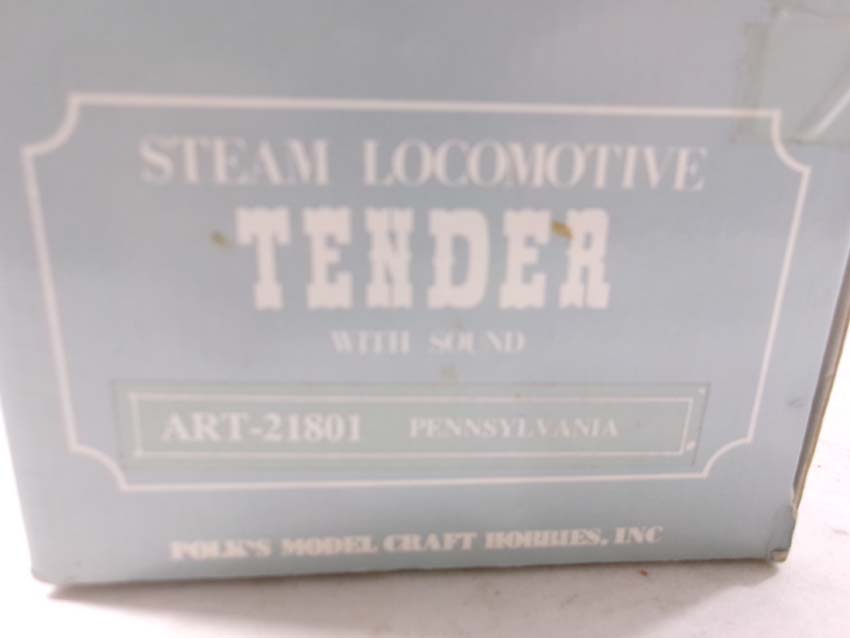 STEAM LOCOMOTIVE
TENDER
WITH SOUND
ART-21801 PENNSYLVANIA
POLK'S MODEL CRAFT HOBBIES, INC